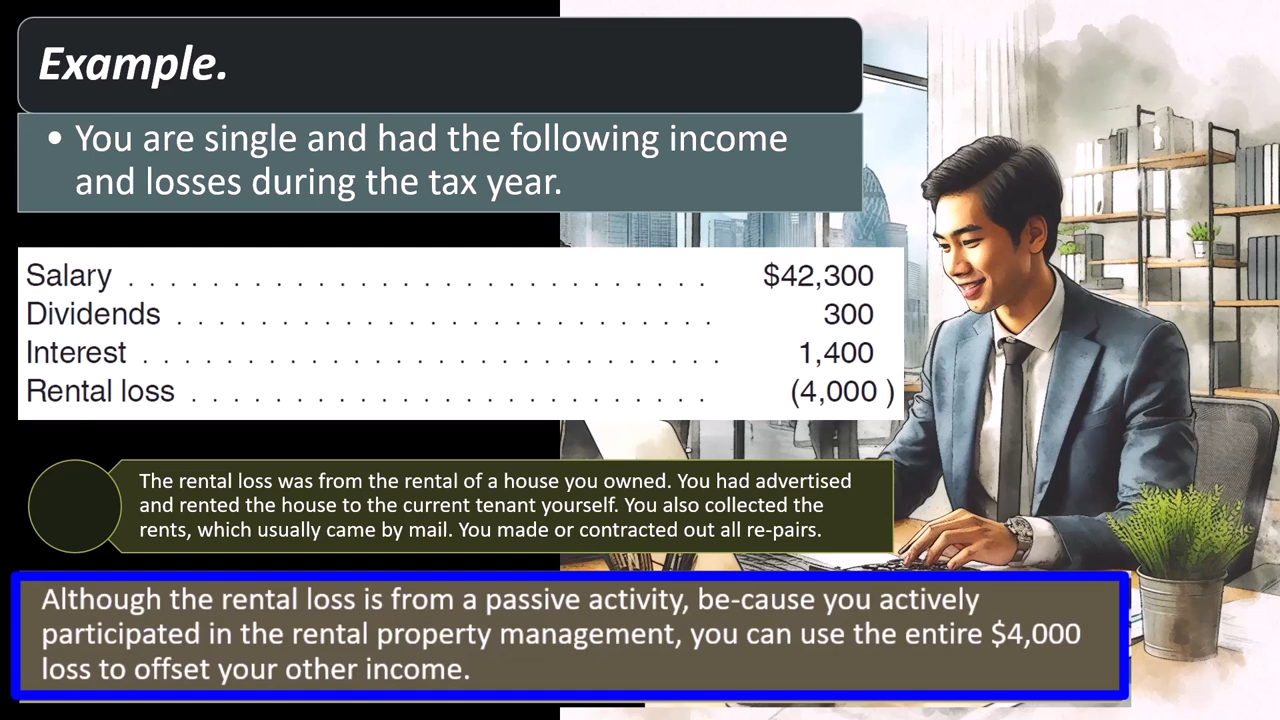 Example.
• You are single and had the following income
and losses during the tax year.
Salary . . . . . . . . . . . . . . . . . . . . . . . $42,300
Dividends . . . . . . . . . . . . . . . . . . . . 300
Interest . . . . . . . . . . . . . . . . . . . . . . 1,400
Rental loss . . . . . . . . . . . . . . . . . . . . (4,000 )
The rental loss was from the rental of a house you owned. You had advertised
and rented the house to the current tenant yourself. You also collected the
rents, which usually came by mail. You made or contracted out all re-pairs.
Although the rental loss is from a passive activity, be-cause you actively
participated in the rental property management, you can use the entire $4,000
loss to offset your other income.